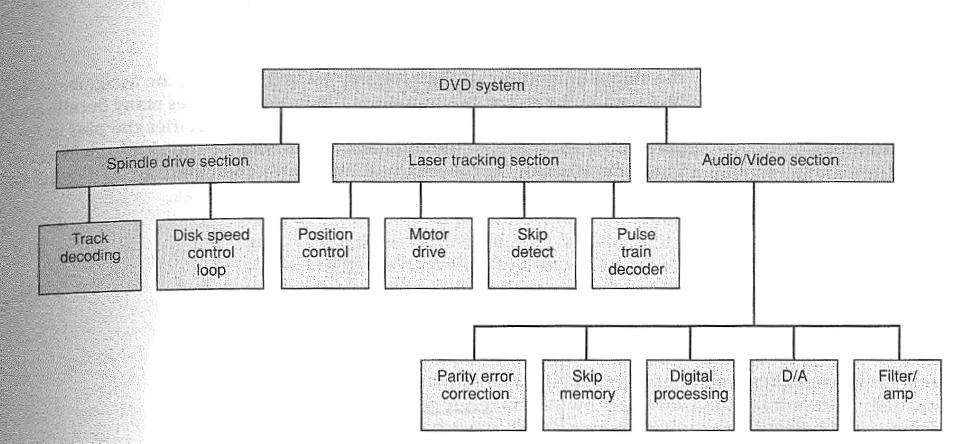 DVD system
Spindle drive section
Laser tracking section
Audio/Video section
Track
decoding
Disk speed
control
loop
Position
control
Motor
drive
Skip
detect
Pulse
train
decoder
Parity error
correction
Skip
memory
Digital
processing
D/A
Filter/
amp